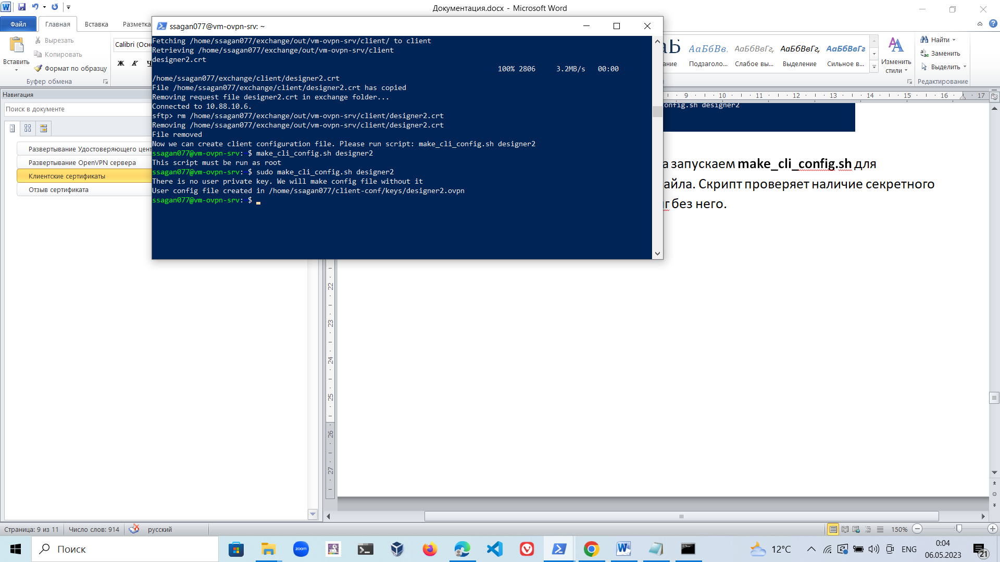 Документация.docx - Microsoft Word
Файл
Главная
Вставка
Разметка
Вставить
Вырезать
Копировать
Формат по образцу
Буфер обмена
Calibri (Осно
Ж К Ч
АаБбВв.
АаБбВвГг,
АаБбВвГг,
АаБбВвГг
ание
Подзаголо...
Слабое вы...
Выделение
Сильное в...
Изменить
стили
Найти
Заменить
Выделить
Редактирование
ssagan077@vm-ovpn-srv: ~
Fetching /home/ssagan077/exchange/out/vm-ovpn-srv/client/ to client
Retrieving /home/ssagan077/exchange/out/vm-ovpn-srv/client
designer2.crt
100% 2806 3.2MB/s 00:00
/home/ssagan077/exchange/client/designer2.crt
File /home/ssagan077/exchange/client/designer2.crt has copied
Removing request file designer2.crt in exchange folder...
Connected to 10.88.10.6.
sftp> rm /home/ssagan077/exchange/out/vm-ovpn-srv/client/designer2.crt
Removing /home/ssagan077/exchange/out/vm-ovpn-srv/client/designer2.crt
File removed
Now we can create client configuration file. Please run script: make_cli_config.sh designer2
ssagan077@vm-ovpn-srv: $ make_cli_config.sh designer2
This script must be run as root
ssagan077@vm-ovpn-srv: $ sudo make_cli_config.sh designer2
There is no user private key. We will make config file without it
User config file created in /home/ssagan077/client-conf/keys/designer2.ovpn
ssagan077@vm-ovpn-srv: $
Навигация
Поиск в документе
Развертывание Удостоверяющего цент
Развертывание OpenVPN сервера
Клиентские сертификаты
Отзыв сертификата
9 10 11 12 13 14 15 16 17
onfig.sh designer2
а запускаем make_cli_config.sh для
айла. Скрипт проверяет наличие секретного
г без него.
22
23
24
25
26
27
Страница: 9 из 11
Число слов: 914
русский
150%
Поиск
zoom
12°C
ENG
0:04
06.05.2023
21